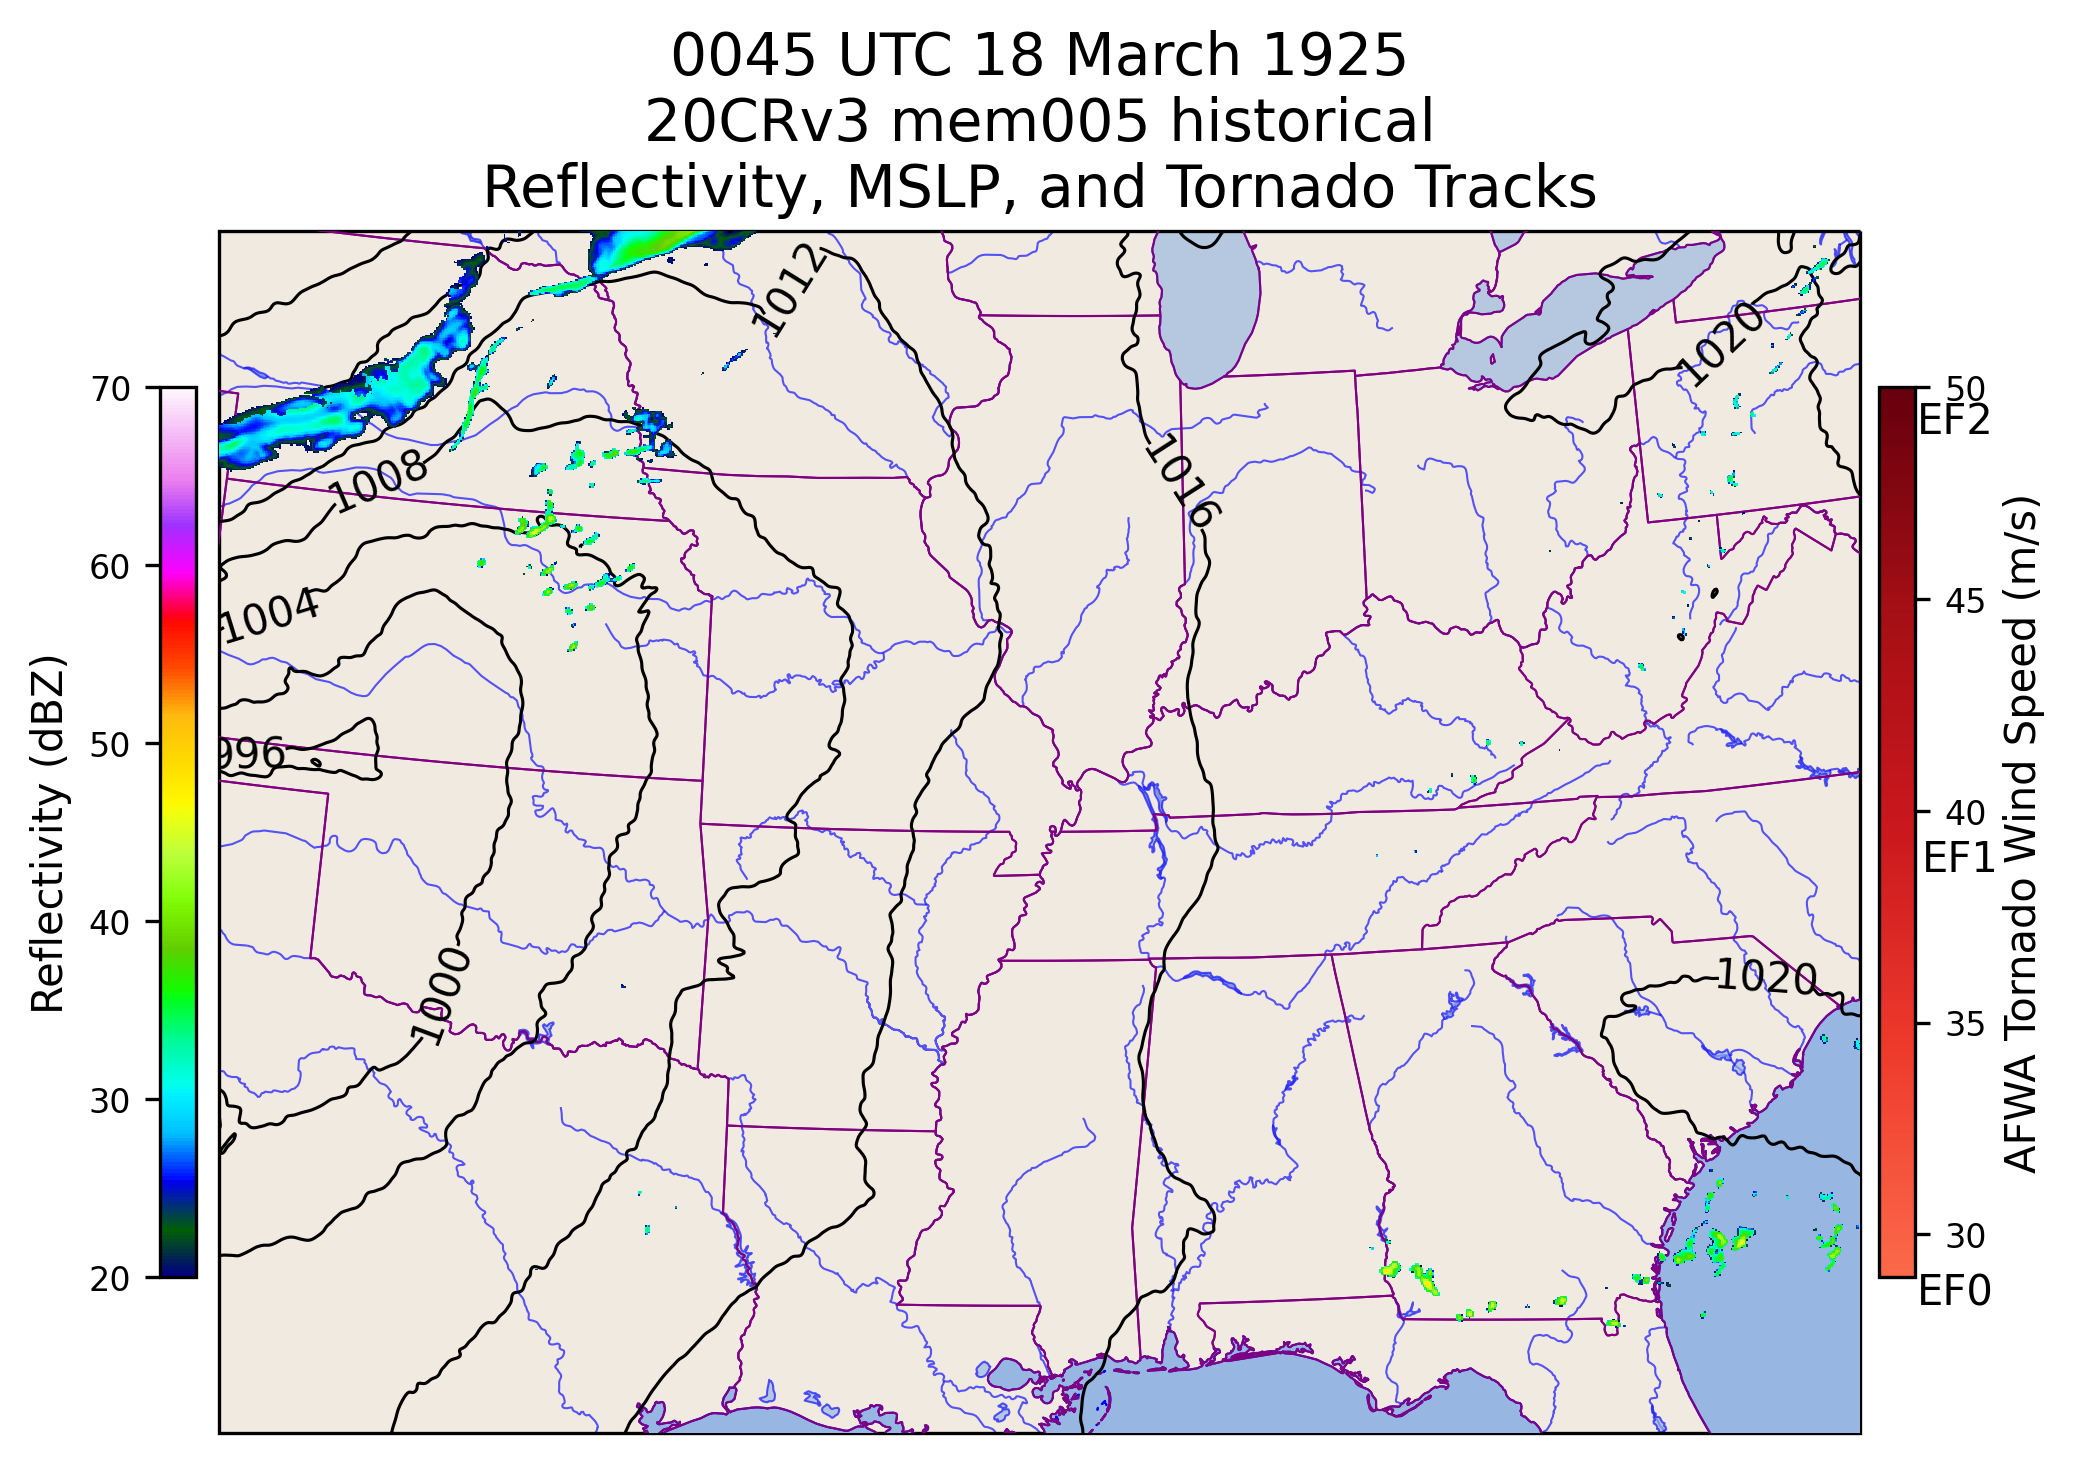 0045 UTC 18 March 1925
20CRv3 mem005 historical
Reflectivity, MSLP, and Tornado Tracks
1012
1020
1016
1008
1004
996
1000
1020
70
60
50
40
30
20
Reflectivity (dBZ)
50
EF2
45
40
EF1
35
30
EF0
AFWA Tornado Wind Speed (m/s)